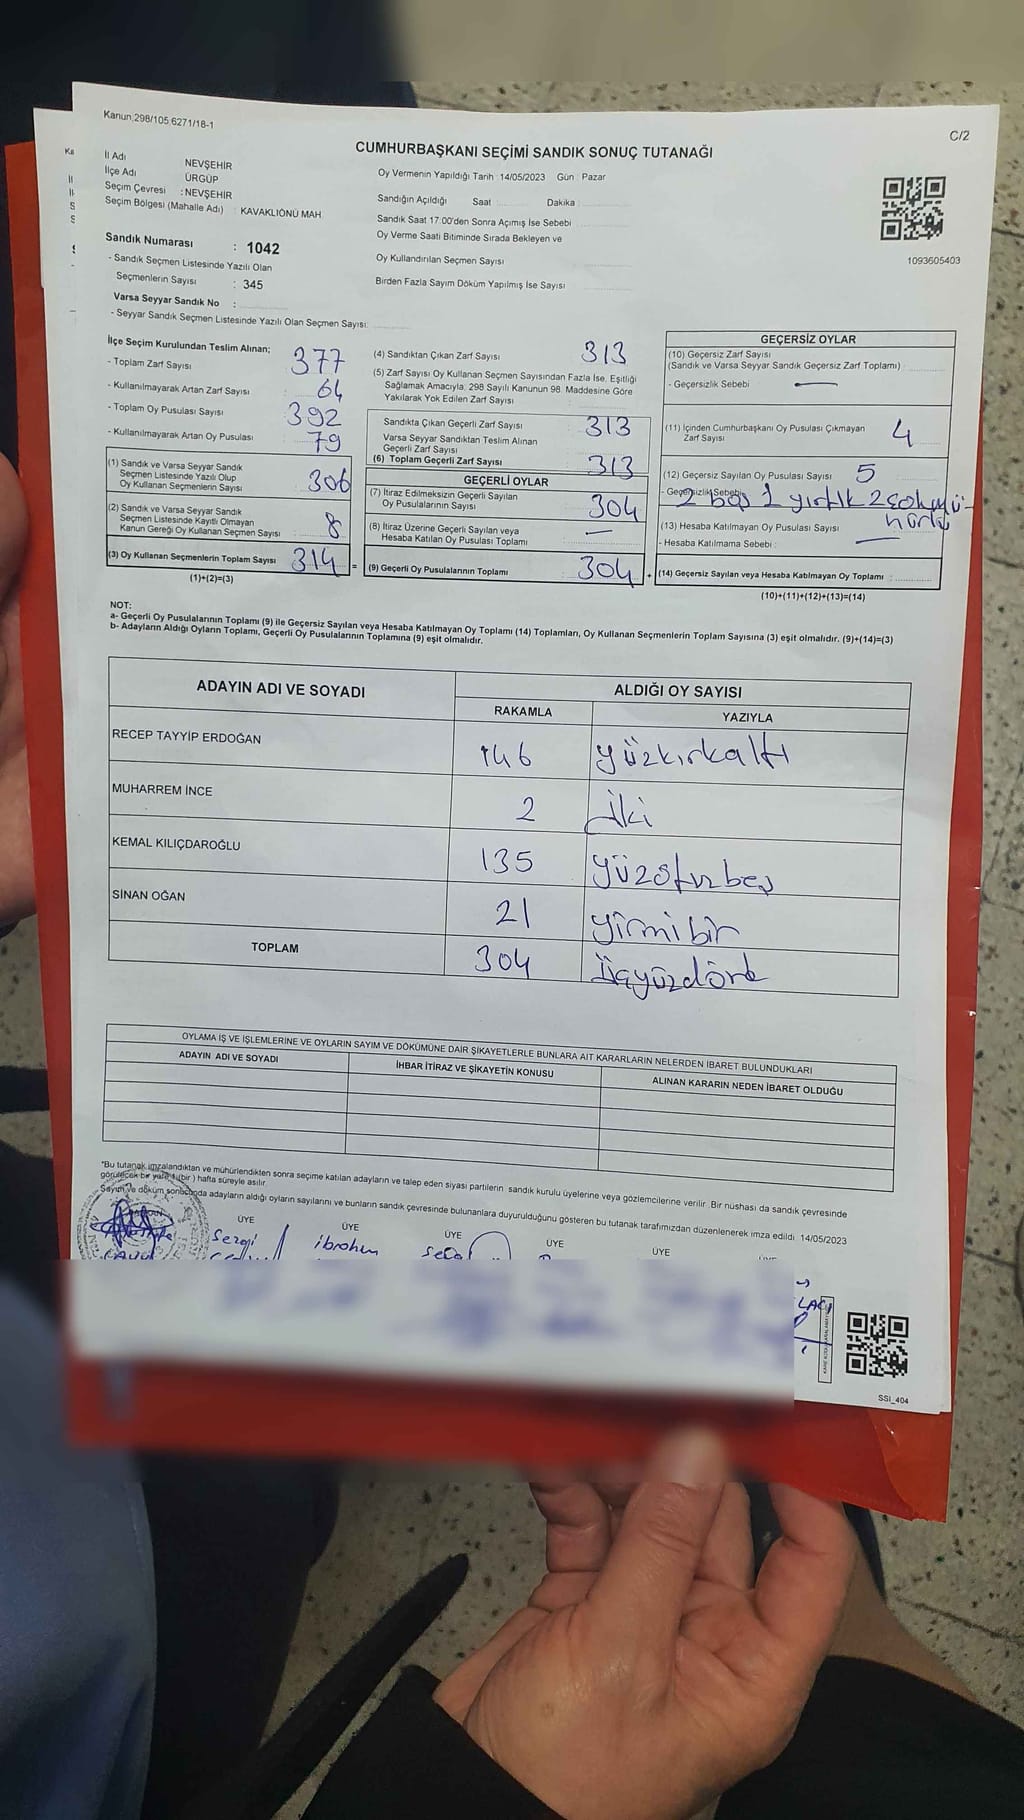 Kanun;298/105 6271/18-1
C/2
CUMHURBAŞKANI SEÇİMİ SANDIK SONUÇ TUTANAĞI
İl Adı NEVŞEHİR
İlçe Adı ÜRGÜP
Seçim Çevresi : NEVŞEHİR
Seçim Bölgesi (Mahalle Adı) : KAVAKLIÖNÜ MAH.
Oy Vermenin Yapıldığı Tarih : 14/05/2023 Gün : Pazar
Sandığın Açıldığı Saat Dakika
Sandık Saat 17:00'den Sonra Açımış İse Sebebi
Oy Verme Saati Bitiminde Sırada Bekleyen ve
Oy Kullandırılan Seçmen Sayısı
Birden Fazla Sayım Döküm Yapılmış İse Sayısı
1093605403
Sandık Numarası : 1042
- Sandık Seçmen Listesinde Yazılı Olan
Seçmenlerin Sayısı : 345
Varsa Seyyar Sandık No :
- Seyyar Sandık Seçmen Listesinde Yazılı Olan Seçmen Sayısı:
İlçe Seçim Kurulundan Teslim Alınan;
- Toplam Zarf Sayısı 377
- Kullanılmayarak Artan Zarf Sayısı 64
- Toplam Oy Pusulası Sayısı 392
- Kullanılmayarak Artan Oy Pusulası 79
(1) Sandık ve Varsa Seyyar Sandık
Seçmen Listesinde Yazılı Olup
Oy Kullanan Seçmenlerin Sayısı 306
(2) Sandık ve Varsa Seyyar Sandık
Seçmen Listesinde Kayıtlı Olmayan
Kanun Gereği Oy Kullanan Seçmen Sayısı 8
(3) Oy Kullanan Seçmenlerin Toplam Sayısı 314 =
(1)+(2)=(3)
(4) Sandıktan Çıkan Zarf Sayısı 313
(5) Zarf Sayısı Oy Kullanan Seçmen Sayısından Fazla İse, Eşitliği
Sağlamak Amacıyla, 298 Sayılı Kanunun 98. Maddesine Göre
Yakılarak Yok Edilen Zarf Sayısı
Sandıkta Çıkan Geçerli Zarf Sayısı 313
Varsa Seyyar Sandıktan Teslim Alınan
Geçerli Zarf Sayısı
(6) Toplam Geçerli Zarf Sayısı 313
GEÇERLİ OYLAR
(7) İtiraz Edilmeksizin Geçerli Sayılan
Oy Pusulalarının Sayısı 304
(8) İtiraz Üzerine Geçerli Sayılan veya
Hesaba Katılan Oy Pusulası Toplamı —
(9) Geçerli Oy Pusulalarının Toplamı 304 +
GEÇERSİZ OYLAR
(10) Geçersiz Zarf Sayısı
(Sandık ve Varsa Seyyar Sandık Geçersiz Zarf Toplamı)
- Geçersizlik Sebebi —
(11) İçinden Cumhurbaşkanı Oy Pusulası Çıkmayan
Zarf Sayısı 4
(12) Geçersiz Sayılan Oy Pusulası Sayısı 5
- Geçersizlik Sebebi 2 boş 1 yırtık 2 çok mü-
hürlü
(13) Hesaba Katılmayan Oy Pusulası Sayısı —
- Hesaba Katılmama Sebebi :
(14) Geçersiz Sayılan veya Hesaba Katılmayan Oy Toplamı :
(10)+(11)+(12)+(13)=(14)
NOT:
a- Geçerli Oy Pusulalarının Toplamı (9) ile Geçersiz Sayılan veya Hesaba Katılmayan Oy Toplamı (14) Toplamları, Oy Kullanan Seçmenlerin Toplam Sayısına (3) eşit olmalıdır. (9)+(14)=(3)
b- Adayların Aldığı Oyların Toplamı, Geçerli Oy Pusulalarının Toplamına (9) eşit olmalıdır.
ADAYIN ADI VE SOYADI ALDIĞI OY SAYISI
RAKAMLA YAZIYLA
RECEP TAYYİP ERDOĞAN 146 yüzkırkaltı
MUHARREM İNCE 2 iki
KEMAL KILIÇDAROĞLU 135 yüzotuzbeş
SİNAN OĞAN 21 yirmibir
TOPLAM 304 Üçyüzdört
OYLAMA İŞ VE İŞLEMLERİNE VE OYLARIN SAYIM VE DÖKÜMÜNE DAİR ŞİKAYETLERLE BUNLARA AİT KARARLARIN NELERDEN İBARET BULUNDUKLARI
ADAYIN ADI VE SOYADI İHBAR İTİRAZ VE ŞİKAYETİN KONUSU ALINAN KARARIN NEDEN İBARET OLDUĞU
*Bu tutanak imzalandıktan ve mühürlendikten sonra seçime katılan adayların ve talep eden siyasi partilerin sandık kurulu üyelerine veya gözlemcilerine verilir. Bir nüshası da sandık çevresinde
görülecek bir yere 1(bir) hafta süreyle asılır.
Sayım ve döküm sonucunda adayların aldığı oyların sayılarını ve bunların sandık çevresinde bulunanlara duyurulduğunu gösteren bu tutanak tarafımızdan düzenlenerek imza edildi. 14/05/2023
ÜYE ÜYE ÜYE ÜYE ÜYE
Sezgi ibrahim
SSI_404